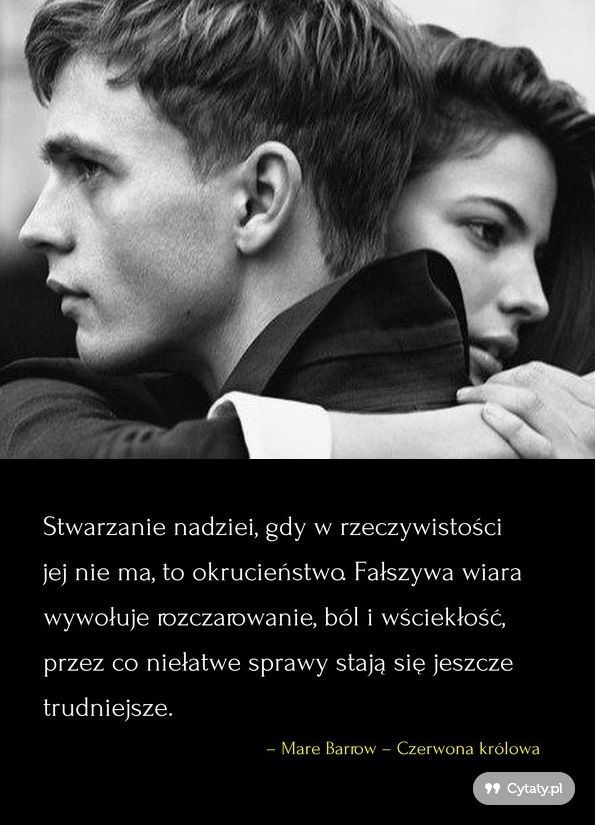 Stwarzanie nadziei, gdy w rzeczywistości
jej nie ma, to okrucieństwo. Fałszywa wiara
wywołuje rozczarowanie, ból i wściekłość,
przez co niełatwe sprawy stają się jeszcze
trudniejsze.
– Mare Barrow – Czerwona królowa
Cytaty.pl